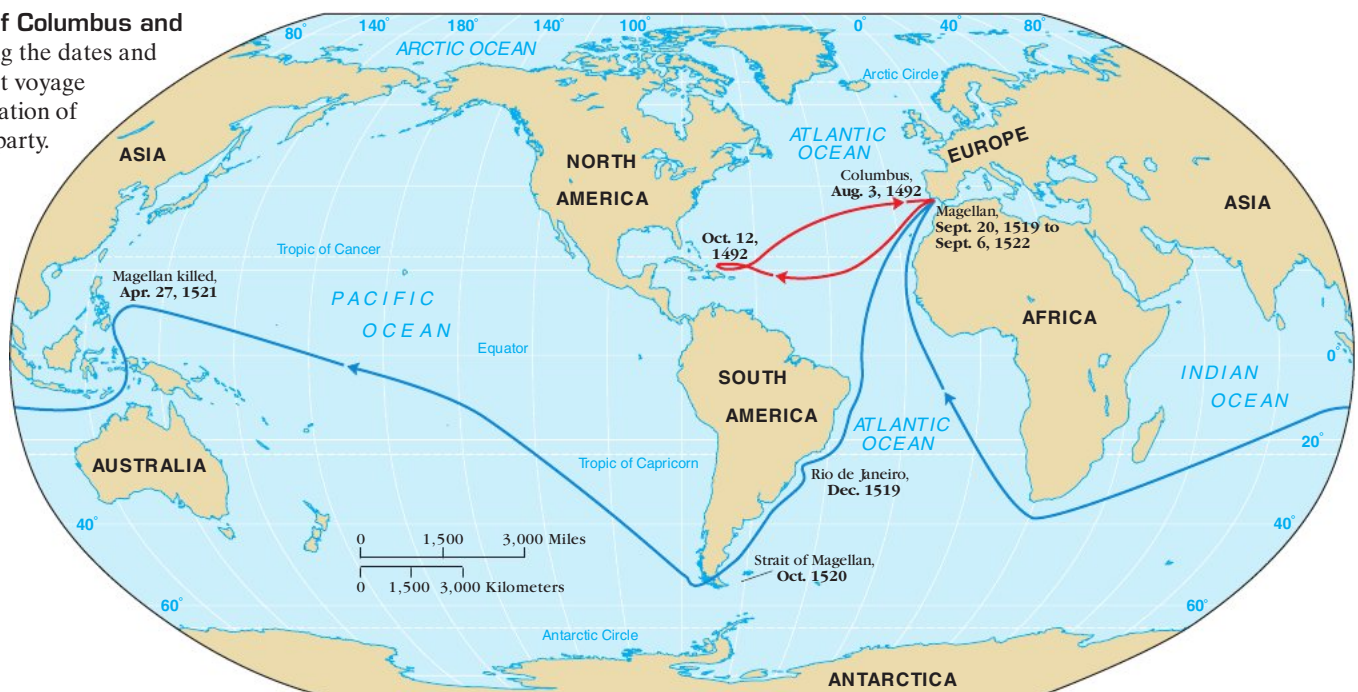 of Columbus and
g the dates and
t voyage
ation of
party.
80°
140°
180°
140°
100°
0°
40°
80°
ARCTIC OCEAN
Arctic Circle
ASIA
NORTH
AMERICA
ATLANTIC
OCEAN
EUROPE
ASIA
Columbus,
Aug. 3, 1492
Magellan,
Sept. 20, 1519 to
Sept. 6, 1522
Oct. 12,
1492
Tropic of Cancer
Magellan killed,
Apr. 27, 1521
PACIFIC
OCEAN
Equator
AFRICA
0°
INDIAN
OCEAN
SOUTH
AMERICA
ATLANTIC
OCEAN
20°
AUSTRALIA
Tropic of Capricorn
Rio de Janeiro,
Dec. 1519
40°
40°
0 1,500 3,000 Miles
0 1,500 3,000 Kilometers
Strait of Magellan,
Oct. 1520
60°
60°
Antarctic Circle
ANTARCTICA